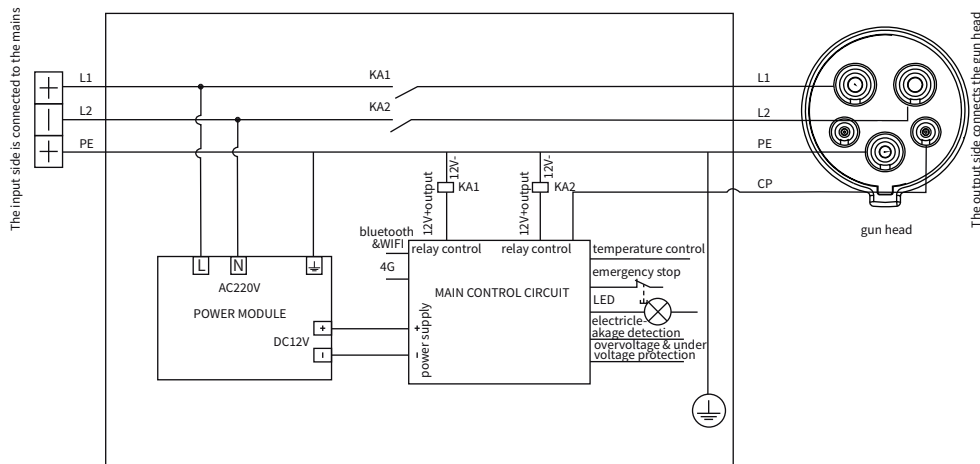 The input side is connected to the mains
L1
L2
PE
KA1
KA2
L1
L2
PE
CP
The output side connects the gun head
gun head
12V-
KA1
12V+output
12V-
KA2
12V+output
bluetooth
&WIFI
4G
relay control
relay control
MAIN CONTROL CIRCUIT
power supply
+
-
temperature control
emergency stop
LED
electricle-
akage detection
overvoltage & under
voltage protection
L
N
AC220V
POWER MODULE
DC12V
+
-